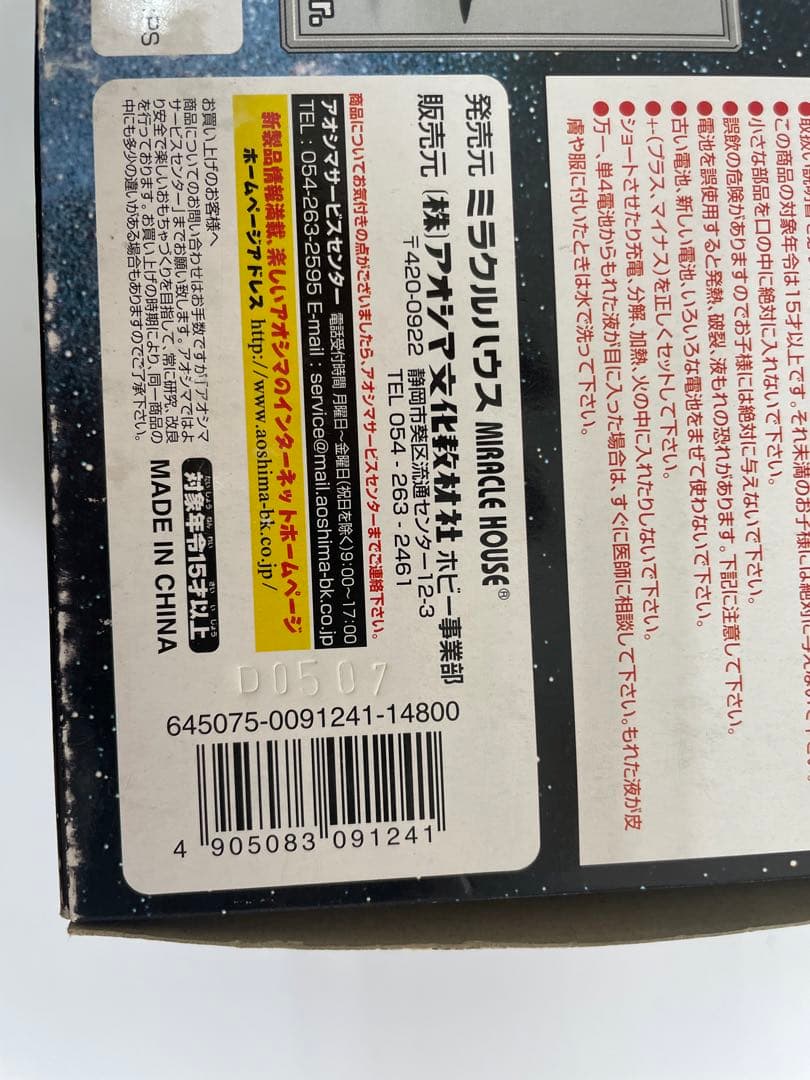 発売元 ミラクルハウス MIRACLE HOUSE®
販売元 (株)アオシマ文化教材社 ホビー事業部
〒420-0922 静岡市葵区流通センター12-3
TEL 054-263-2461
商品についてお気付きの点がございましたら、アオシマサービスセンターまでご連絡下さい。
アオシマサービスセンター 電話受付時間 月曜日~金曜日(祝日を除く)9:00~17:00
TEL:054-263-2595 E-mail:service@mail.aoshima-bk.co.jp
新製品情報満載、楽しいアオシマのインターネットホームページ
ホームページアドレス http://www.aoshima-bk.co.jp/
お買い上げのお客様へ
商品についてのお問い合わせはお手数ですが「アオシマ
サービスセンター」までお願い致します。アオシマではよ
り安全で楽しいおもちゃづくりを目指して、常に研究、改良
を行っております。お買い上げの時期により、同一商品の
中にも多少の違いがある場合もありますのでご了承下さい。
たいしょうねんれい さい いじょう
対象年令15才以上
MADE IN CHINA
D0507
645075-0091241-14800
4 905083 091241
●この商品の対象年令は15才以上です。それ未満のお子様には絶対に与えないで下さい
●小さな部品を口の中に絶対に入れないで下さい。
誤飲の危険がありますのでお子様には絶対に与えないで下さい。
●電池を誤使用すると発熱、破裂、液もれの恐れがあります。下記に注意して下さい。
●古い電池、新しい電池、いろいろな電池をまぜて使わないで下さい。
●+-(プラス、マイナス)を正しくセットして下さい。
●ショートさせたり充電、分解、加熱、火の中に入れたりしないで下さい。
●万一、単4電池からもれた液が目に入った場合は、すぐに医師に相談して下さい。もれた液が皮
膚や服に付いたときは水で洗って下さい。